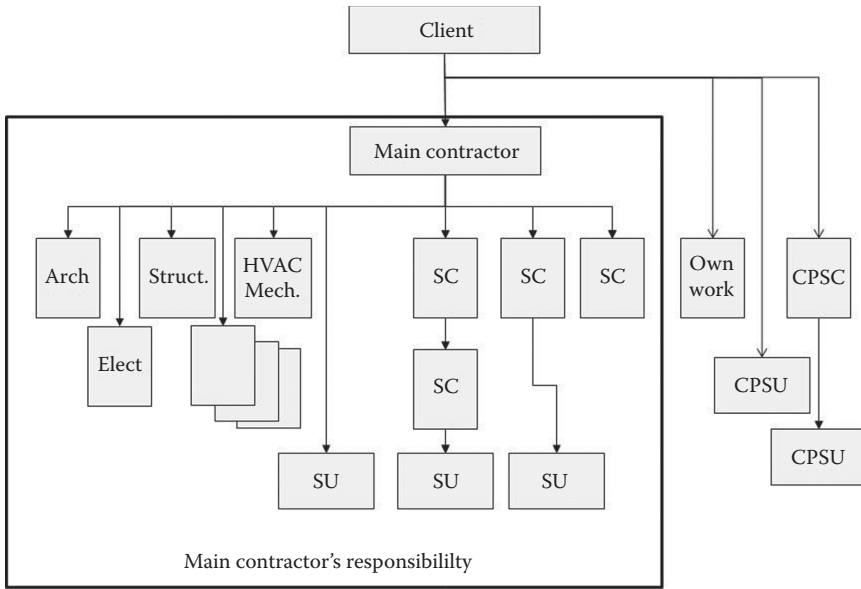 Client
Main contractor
Arch
Struct.
HVAC
Mech.
SC
SC
SC
Own
work
CPSC
Elect
SC
CPSU
SU
SU
SU
CPSU
Main contractor’s responsibililty